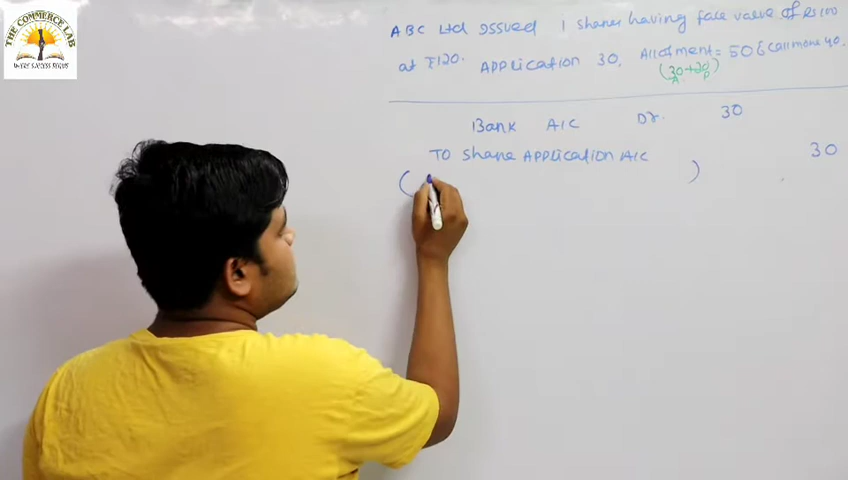 THE COMMERCE LAB
ABC Ltd issued 1 shares having face value of Rs 100
at ₹120. Application 30, Allotment = 50 & call mone 40.
(30+20)
A P
Bank A/C Dr. 30
TO Share Application A/C 30
( )